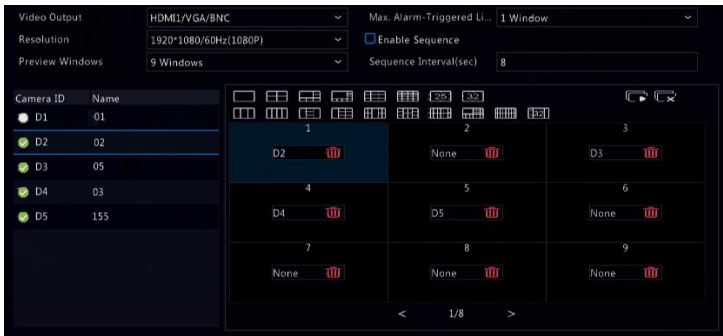 Video Output HDMI1/VGA/BNC Max. Alarm-Triggered Li... 1 Window
Resolution 1920*1080/60Hz(1080P) Enable Sequence
Preview Windows 9 Windows Sequence Interval(sec) 8
Camera ID Name
D1 01
D2 02
D3 05
D4 03
D5 155
25 32
32
1 2 3
D2 None D3
4 5 6
D4 D5 None
7 8 9
None None None
< 1/8 >